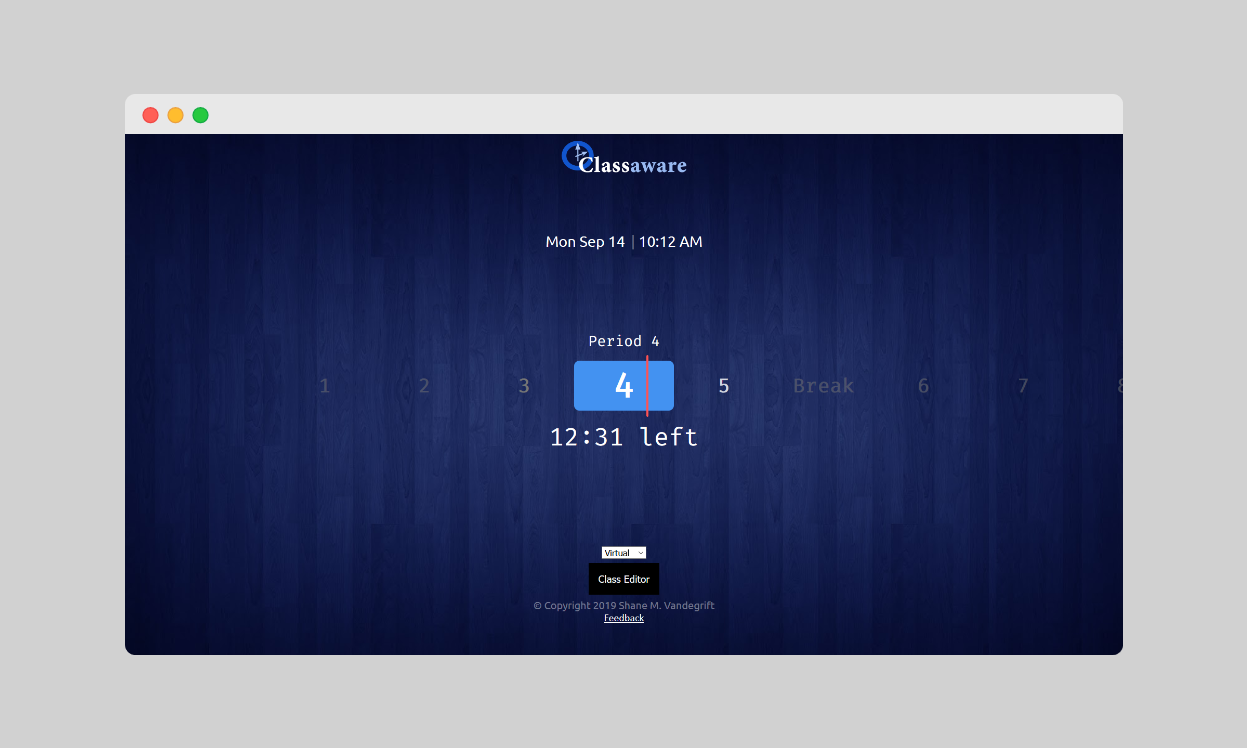 Classaware
Mon Sep 14 | 10:12 AM
Period 4
1 2 3 4 5 Break 6 7 8
12:31 left
Virtual
Class Editor
© Copyright 2019 Shane M. Vandegrift
Feedback